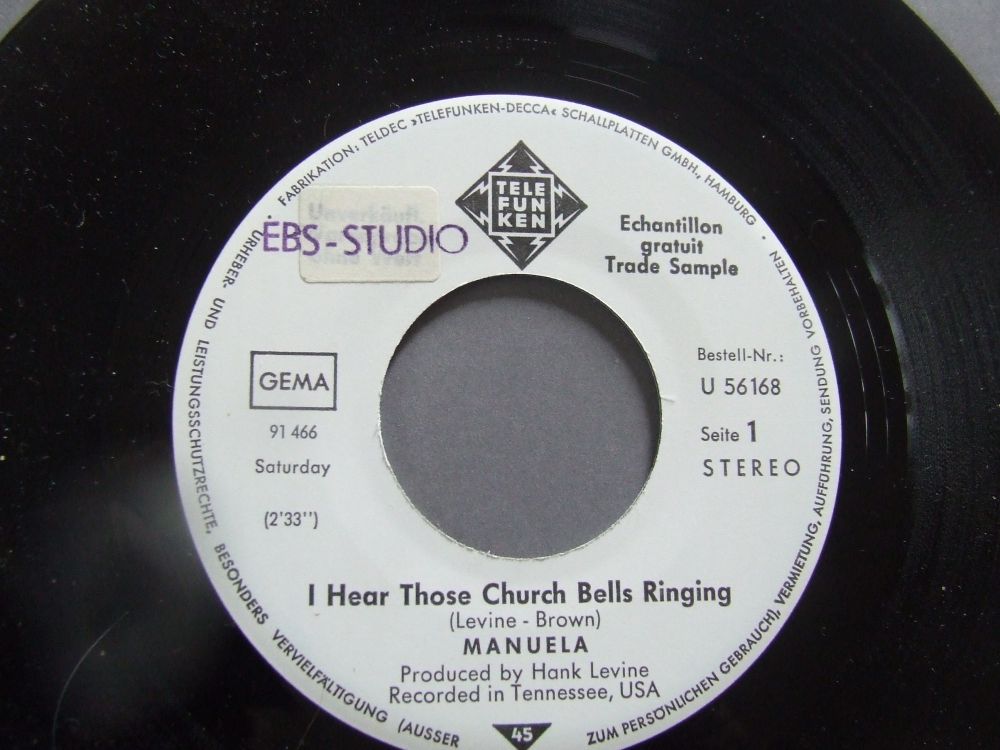 · FABRIKATION: TELDEC »TELEFUNKEN-DECCA« SCHALLPLATTEN GMBH., HAMBURG ·
URHEBER- UND LEISTUNGSSCHUTZRECHTE, BESONDERS VERVIELFÄLTIGUNG (AUSSER
ZUM PERSÖNLICHEN GEBRAUCH), VERMIETUNG, AUFFÜHRUNG, SENDUNG VORBEHALTEN
TELE
FUN
KEN
Unverkäufl.
EBS-STUDIO
Echantillon
gratuit
Trade Sample
GEMA
91 466
Saturday
(2'33'')
Bestell-Nr.:
U 56168
Seite 1
STEREO
I Hear Those Church Bells Ringing
(Levine - Brown)
MANUELA
Produced by Hank Levine
Recorded in Tennessee, USA
45